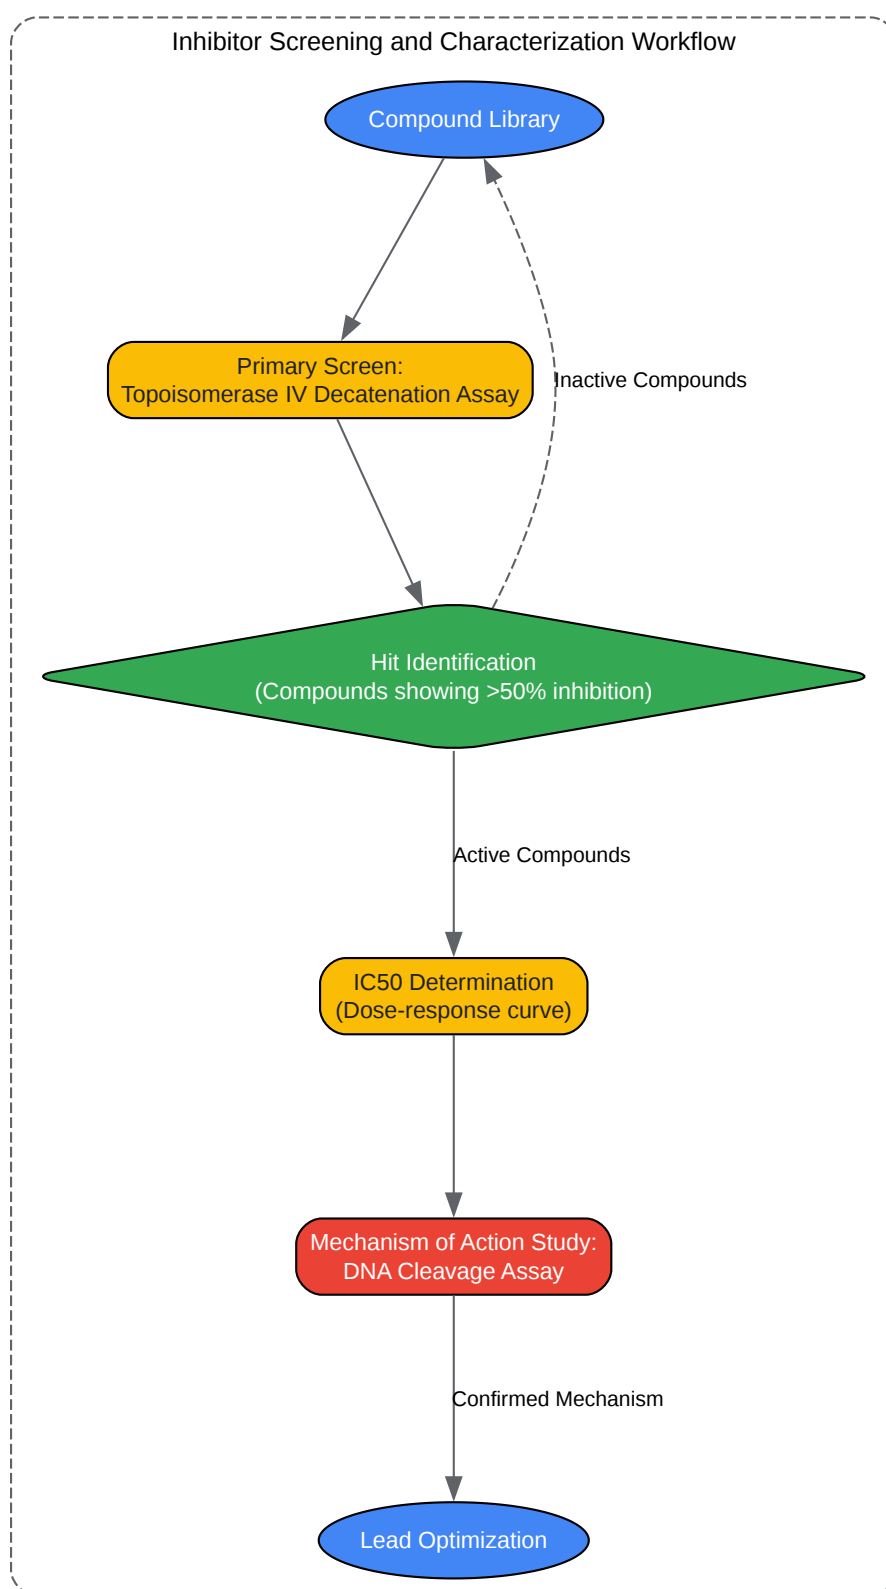 Inhibitor Screening and Characterization Workflow
Compound Library
Primary Screen:
Topoisomerase IV Decatenation Assay
Inactive Compounds
Hit Identification
(Compounds showing >50% inhibition)
Active Compounds
IC50 Determination
(Dose-response curve)
Mechanism of Action Study:
DNA Cleavage Assay
Confirmed Mechanism
Lead Optimization